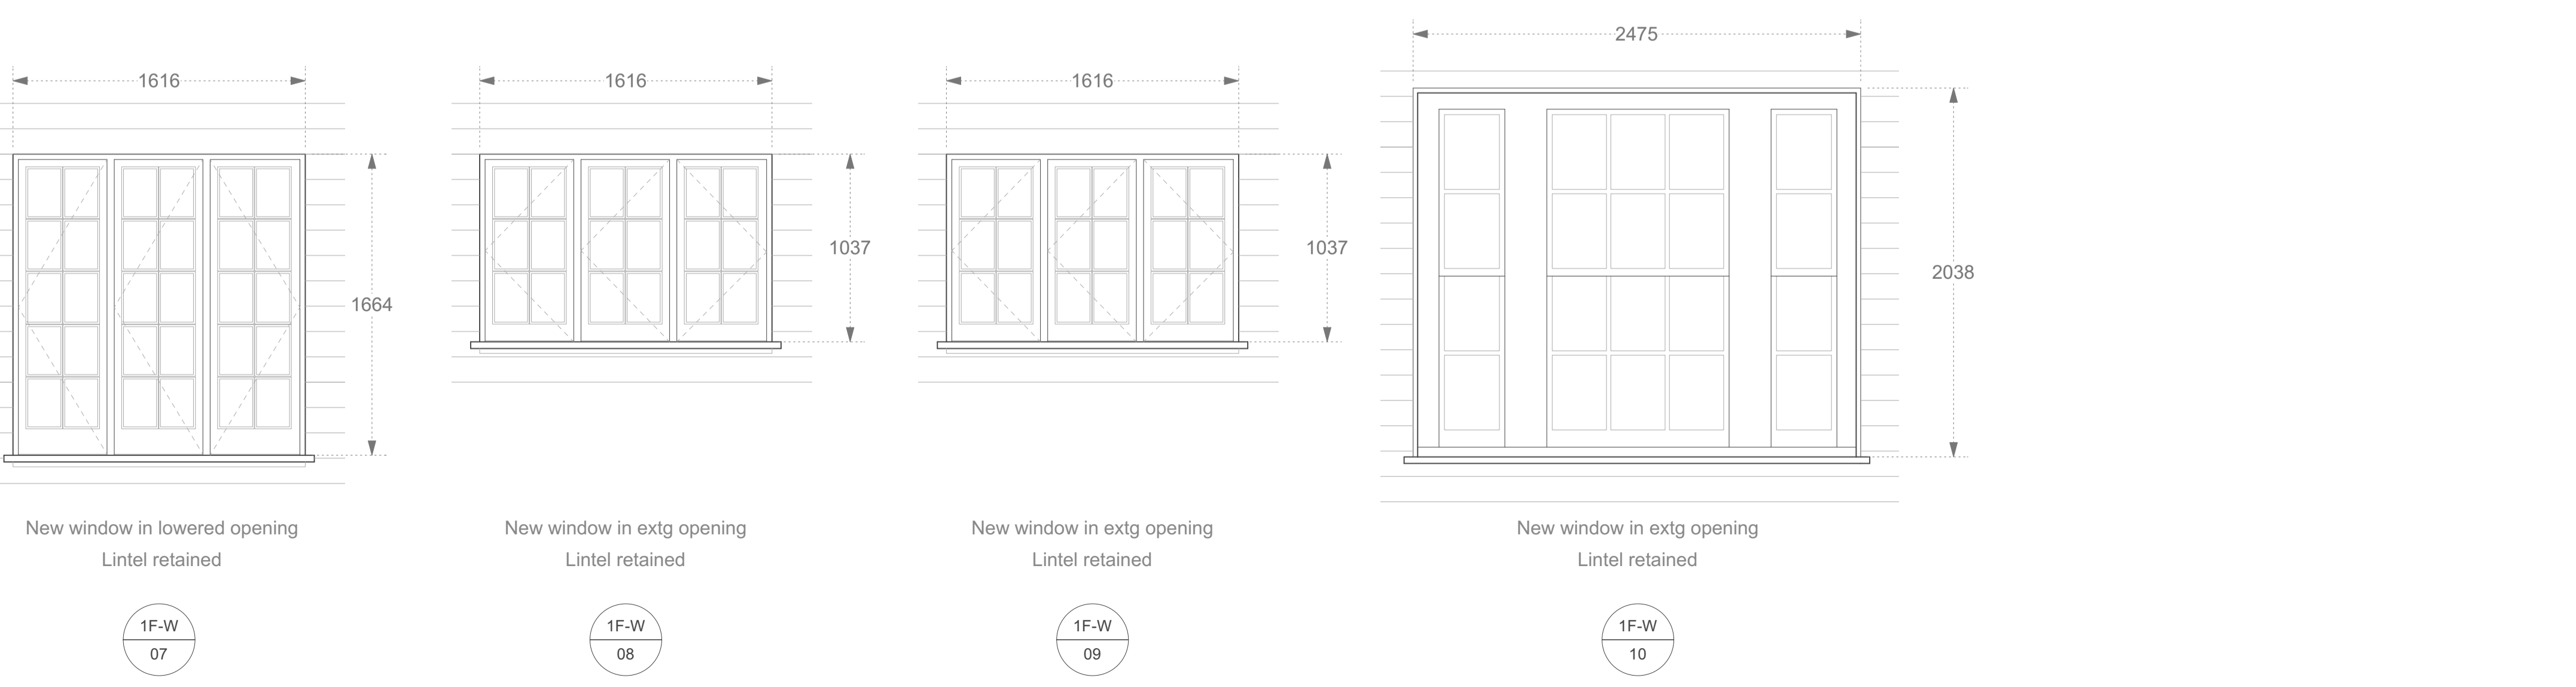 1616
1664
New window in lowered opening
Lintel retained
1F-W
07
1616
1037
New window in extg opening
Lintel retained
1F-W
08
1616
1037
New window in extg opening
Lintel retained
1F-W
09
2475
2038
New window in extg opening
Lintel retained
1F-W
10